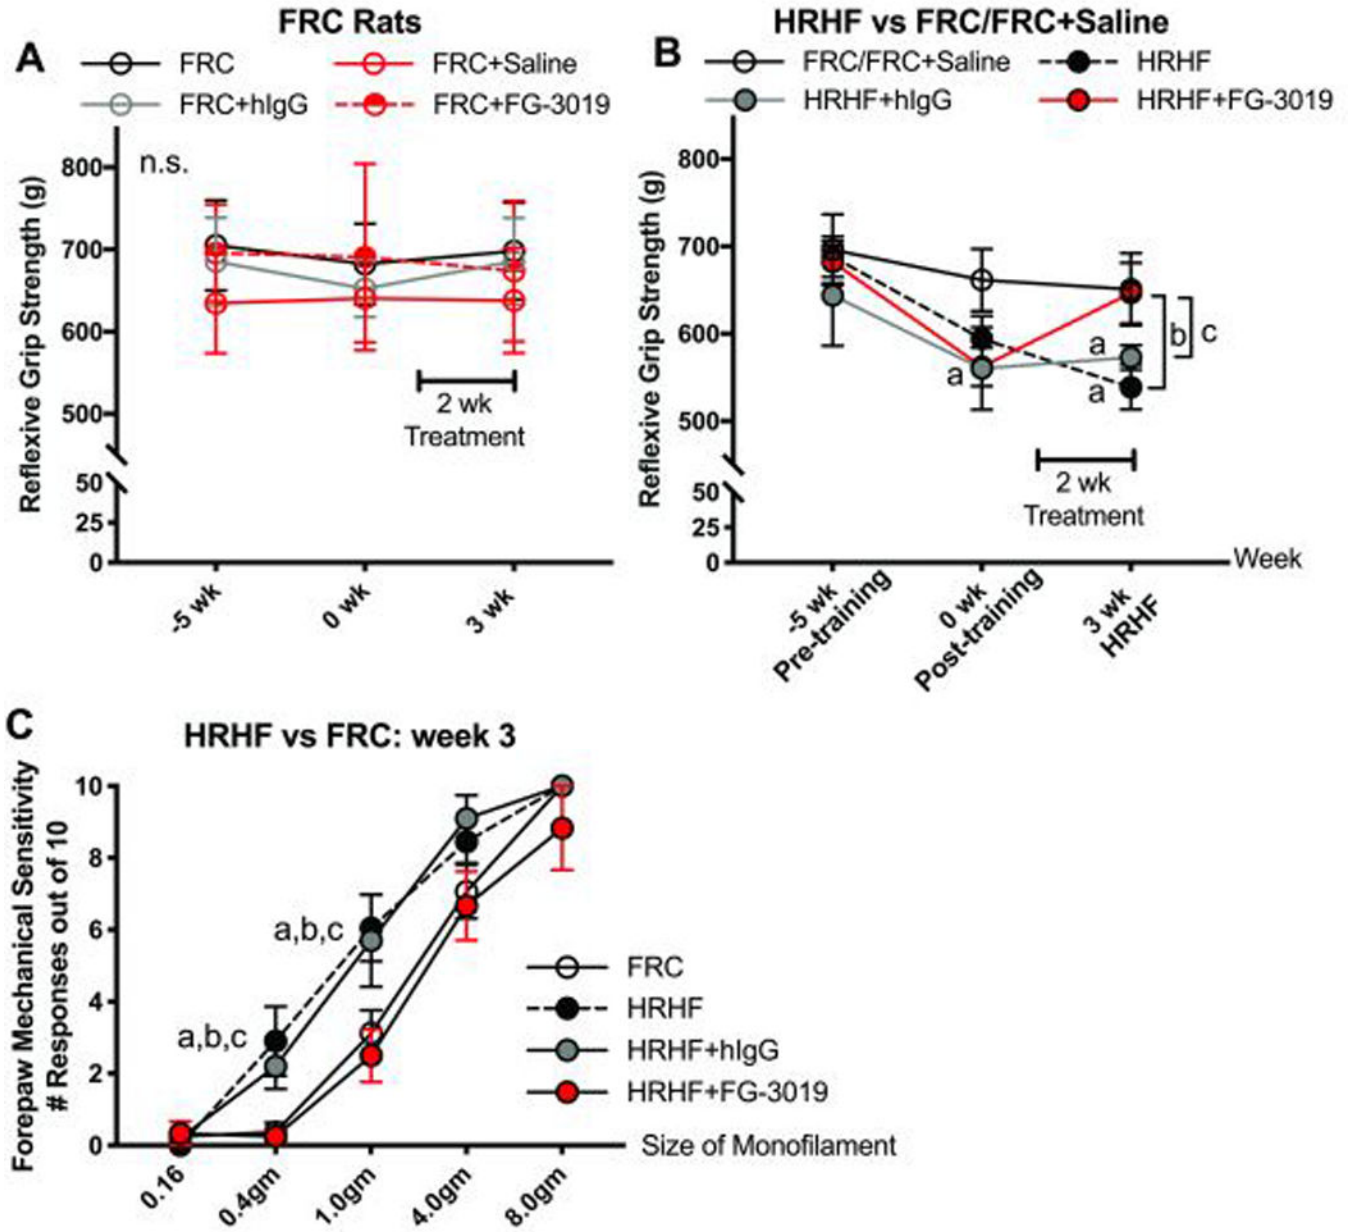 FRC Rats
A
FRC
FRC+Saline
FRC+hIgG
FRC+FG-3019
n.s.
Reflexive Grip Strength (g)
800
700
600
500
50
25
0
2 wk
Treatment
-5 wk
0 wk
3 wk
HRHF vs FRC/FRC+Saline
B
FRC/FRC+Saline
HRHF
HRHF+hIgG
HRHF+FG-3019
Reflexive Grip Strength (g)
800
700
600
500
50
25
0
a
a
a
b
c
2 wk
Treatment
Week
-5 wk
Pre-training
0 wk
Post-training
3 wk
HRHF
C
HRHF vs FRC: week 3
Forepaw Mechanical Sensitivity
# Responses out of 10
10
8
6
4
2
0
a,b,c
a,b,c
FRC
HRHF
HRHF+hIgG
HRHF+FG-3019
Size of Monofilament
0.16
0.4gm
1.0gm
4.0gm
8.0gm